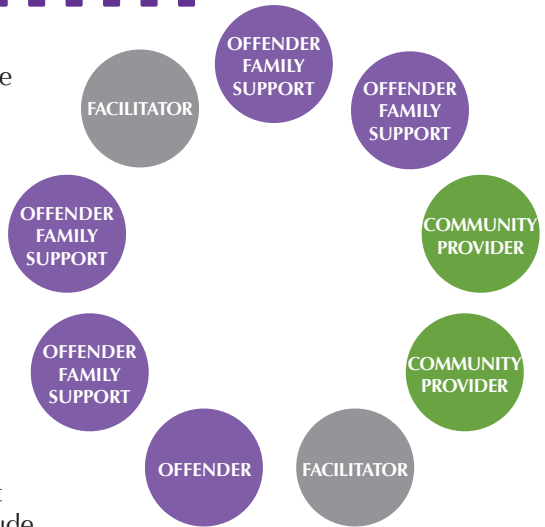 e
OFFENDER
FAMILY
SUPPORT
OFFENDER
FAMILY
SUPPORT
FACILITATOR
COMMUNITY
PROVIDER
OFFENDER
FAMILY
SUPPORT
COMMUNITY
PROVIDER
OFFENDER
FAMILY
SUPPORT
OFFENDER
FACILITATOR
t
ude